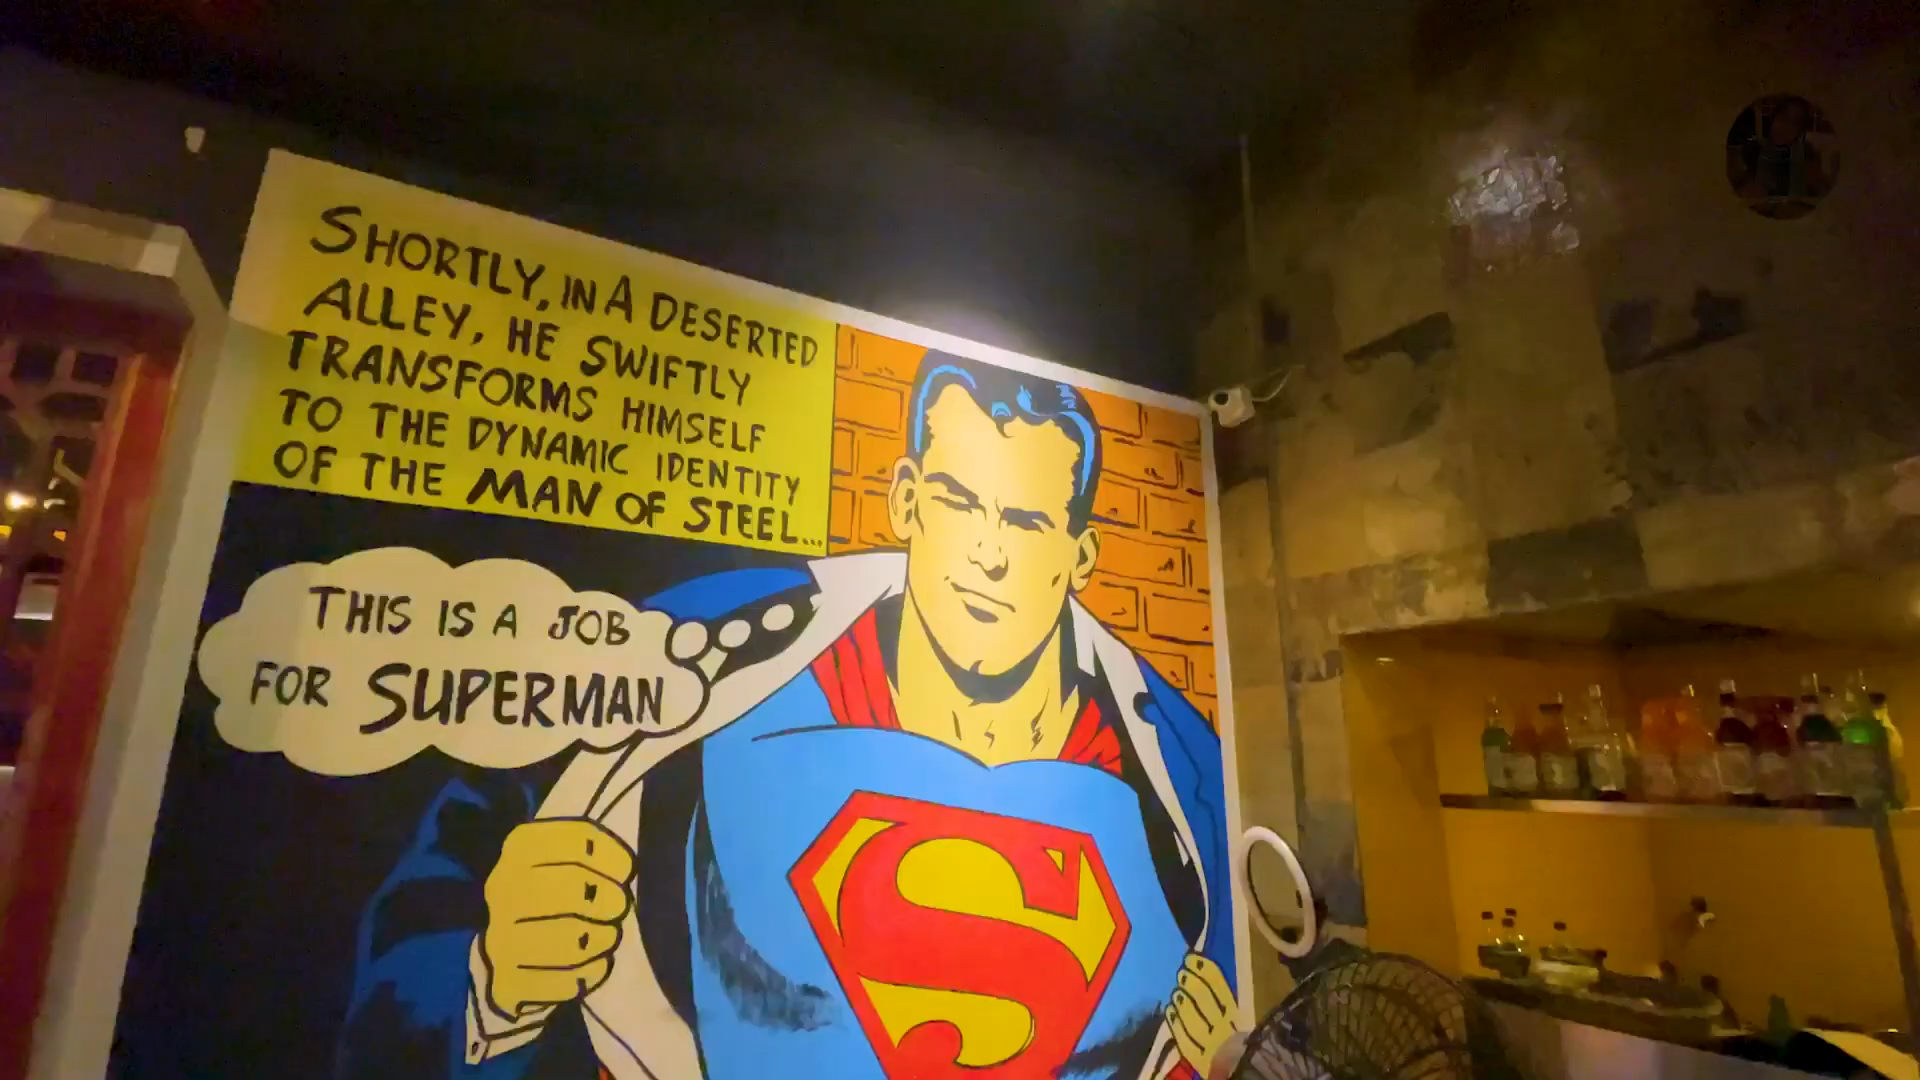 SHORTLY, IN A DESERTED
ALLEY, HE SWIFTLY
TRANSFORMS HIMSELF
TO THE DYNAMIC IDENTITY
OF THE MAN OF STEEL...
THIS IS A JOB
FOR SUPERMAN
S